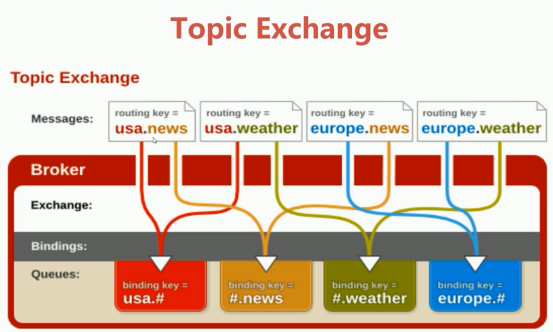 Topic Exchange
Topic Exchange
Messages:
routing key =
usa.news
routing key =
usa.weather
routing key =
europe.news
routing key =
europe.weather
Broker
Exchange:
Bindings:
Queues:
binding key =
usa.#
binding key =
#.news
binding key =
#.weather
binding key =
europe.#